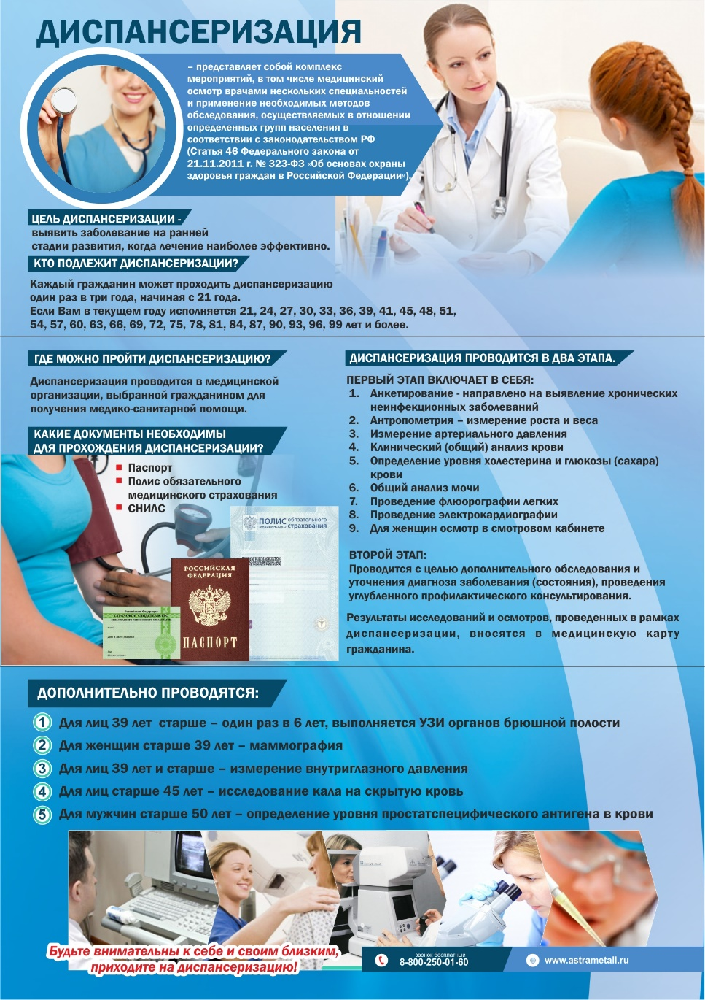 ДИСПАНСЕРИЗАЦИЯ
– представляет собой комплекс
мероприятий, в том числе медицинский
осмотр врачами нескольких специальностей
и применение необходимых методов
обследования, осуществляемых в отношении
определенных групп населения в
соответствии с законодательством РФ
(Статья 46 Федерального закона от
21.11.2011 г. № 323-ФЗ «Об основах охраны
здоровья граждан в Российской Федерации»).
ЦЕЛЬ ДИСПАНСЕРИЗАЦИИ -
выявить заболевание на ранней
стадии развития, когда лечение наиболее эффективно.
КТО ПОДЛЕЖИТ ДИСПАНСЕРИЗАЦИИ?
Каждый гражданин может проходить диспансеризацию
один раз в три года, начиная с 21 года.
Если Вам в текущем году исполняется 21, 24, 27, 30, 33, 36, 39, 41, 45, 48, 51,
54, 57, 60, 63, 66, 69, 72, 75, 78, 81, 84, 87, 90, 93, 96, 99 лет и более.
ГДЕ МОЖНО ПРОЙТИ ДИСПАНСЕРИЗАЦИЮ?
Диспансеризация проводится в медицинской
организации, выбранной гражданином для
получения медико-санитарной помощи.
КАКИЕ ДОКУМЕНТЫ НЕОБХОДИМЫ
ДЛЯ ПРОХОЖДЕНИЯ ДИСПАНСЕРИЗАЦИИ?
Паспорт
Полис обязательного
медицинского страхования
СНИЛС
ПОЛИС обязательного
медицинского страхования
РОССИЙСКАЯ
ФЕДЕРАЦИЯ
ПАСПОРТ
Российская Федерация
СТРАХОВОЕ СВИДЕТЕЛЬСТВО
ОБЯЗАТЕЛЬНОГО ПЕНСИОННОГО СТРАХОВАНИЯ
ДИСПАНСЕРИЗАЦИЯ ПРОВОДИТСЯ В ДВА ЭТАПА.
ПЕРВЫЙ ЭТАП ВКЛЮЧАЕТ В СЕБЯ:
1. Анкетирование - направлено на выявление хронических
неинфекционных заболеваний
2. Антропометрия – измерение роста и веса
3. Измерение артериального давления
4. Клинический (общий) анализ крови
5. Определение уровня холестерина и глюкозы (сахара)
крови
6. Общий анализ мочи
7. Проведение флюорографии легких
8. Проведение электрокардиографии
9. Для женщин осмотр в смотровом кабинете
ВТОРОЙ ЭТАП:
Проводится с целью дополнительного обследования и
уточнения диагноза заболевания (состояния), проведения
углубленного профилактического консультирования.
Результаты исследований и осмотров, проведенных в рамках
диспансеризации, вносятся в медицинскую карту
гражданина.
ДОПОЛНИТЕЛЬНО ПРОВОДЯТСЯ:
1 Для лиц 39 лет старше – один раз в 6 лет, выполняется УЗИ органов брюшной полости
2 Для женщин старше 39 лет – маммография
3 Для лиц 39 лет и старше – измерение внутриглазного давления
4 Для лиц старше 45 лет – исследование кала на скрытую кровь
5 Для мужчин старше 50 лет – определение уровня простатспецифического антигена в крови
Будьте внимательны к себе и своим близким,
приходите на диспансеризацию!
звонок бесплатный
8-800-250-01-60
www.astrametall.ru